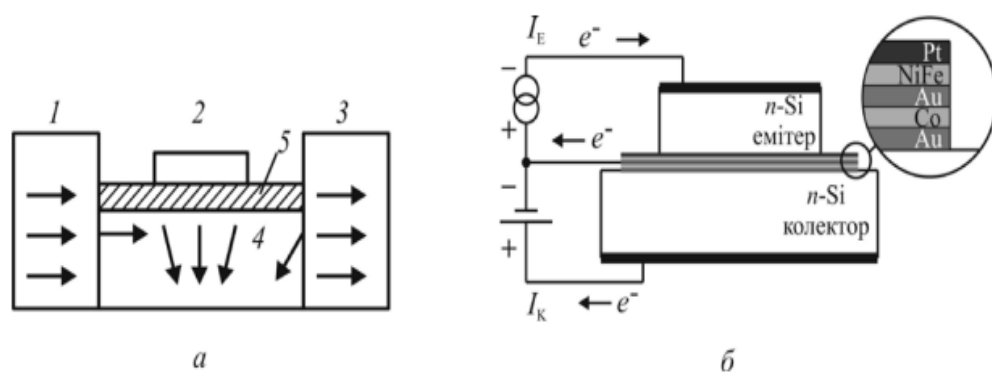 1
2
3
5
4
а
I_E e⁻
−
+
e⁻
−
+
I_K e⁻
n-Si
емітер
n-Si
колектор
Pt
NiFe
Au
Co
Au
б